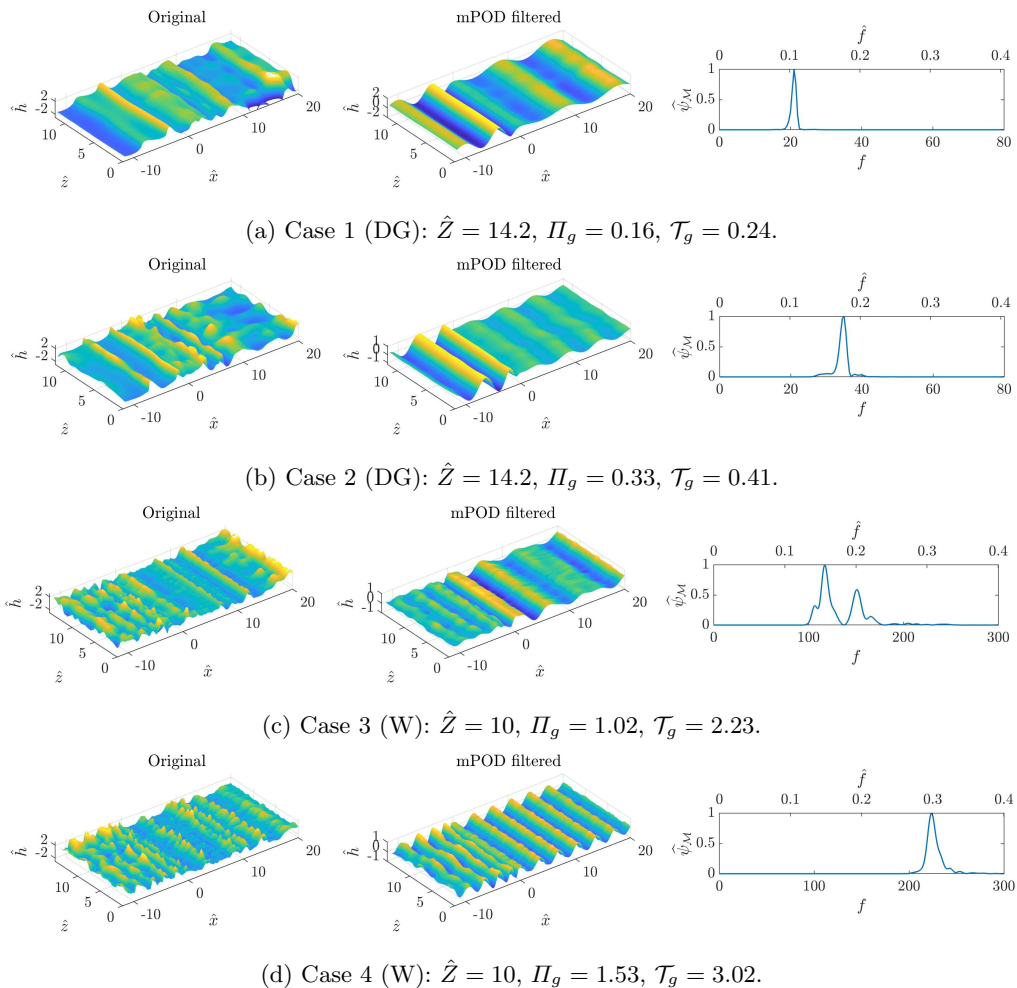 Original
mPOD filtered
f̂
0 0.1 0.2 0.3 0.4
ĥ
2
-2
10
5
0
ẑ
-10
0
10
20
x̂
ĥ
2
0
-2
10
5
0
ẑ
-10
0
10
20
x̂
ψ̂_M
1
0.5
0
0 20 40 60 80
f
(a) Case 1 (DG): Ẑ = 14.2, Π_g = 0.16, 𝒯_g = 0.24.
Original
mPOD filtered
f̂
0 0.1 0.2 0.3 0.4
ĥ
2
-2
10
5
0
ẑ
-10
0
10
20
x̂
ĥ
1
0
-1
10
5
0
ẑ
-10
0
10
20
x̂
ψ̂_M
1
0.5
0
0 20 40 60 80
f
(b) Case 2 (DG): Ẑ = 14.2, Π_g = 0.33, 𝒯_g = 0.41.
Original
mPOD filtered
f̂
0 0.1 0.2 0.3 0.4
ĥ
2
-2
10
5
0
ẑ
-10
0
10
20
x̂
ĥ
1
0
-1
10
5
0
ẑ
-10
0
10
20
x̂
ψ̂_M
1
0.5
0
0 100 200 300
f
(c) Case 3 (W): Ẑ = 10, Π_g = 1.02, 𝒯_g = 2.23.
Original
mPOD filtered
f̂
0 0.1 0.2 0.3 0.4
ĥ
2
-2
10
5
0
ẑ
-10
0
10
20
x̂
ĥ
1
0
-1
10
5
0
ẑ
-10
0
10
20
x̂
ψ̂_M
1
0.5
0
0 100 200 300
f
(d) Case 4 (W): Ẑ = 10, Π_g = 1.53, 𝒯_g = 3.02.